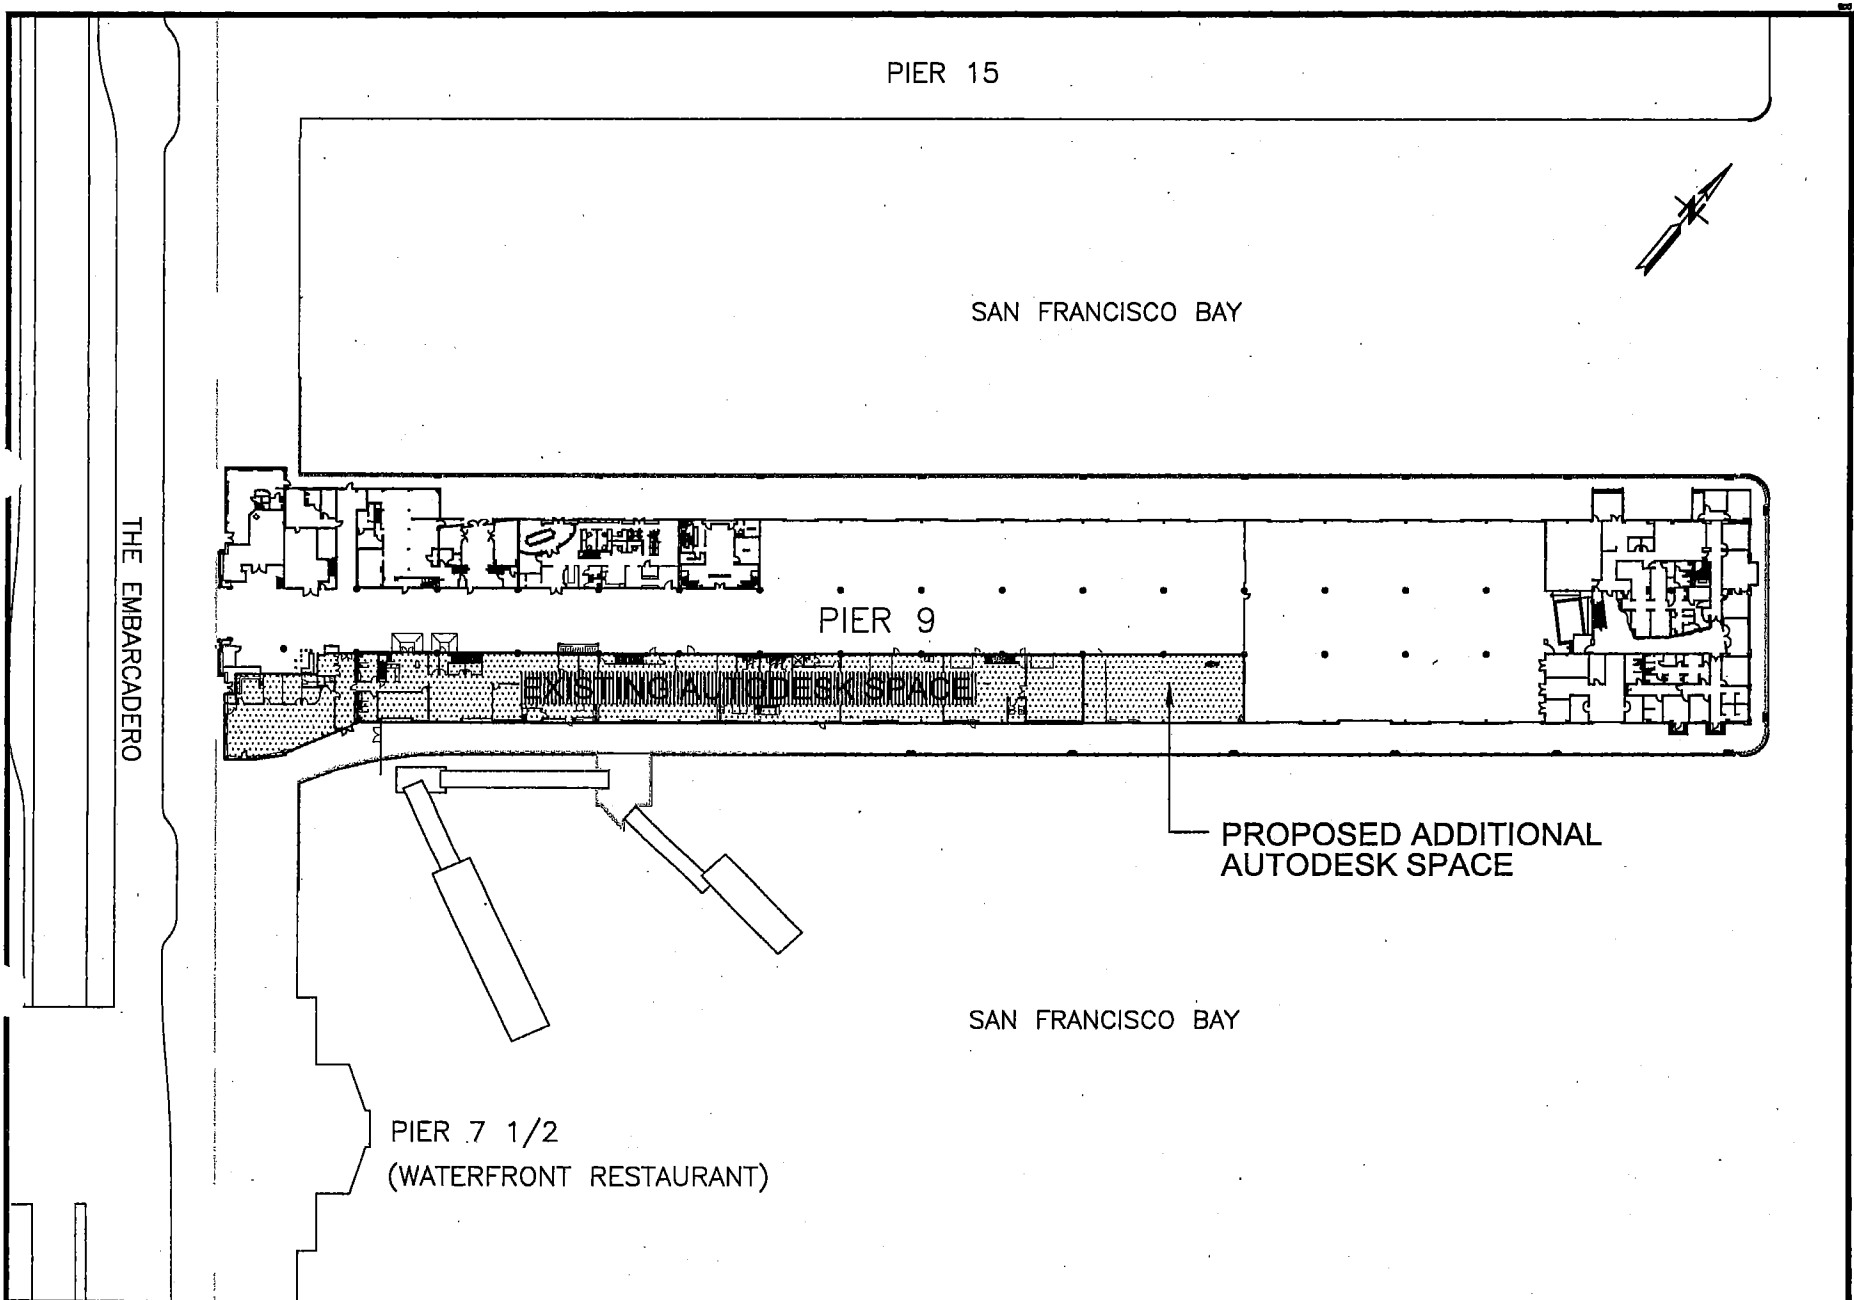 PIER 15
N
SAN FRANCISCO BAY
THE EMBARCADERO
PIER 9
EXISTING AUTODESK SPACE
PROPOSED ADDITIONAL
AUTODESK SPACE
SAN FRANCISCO BAY
PIER 7 1/2
(WATERFRONT RESTAURANT)